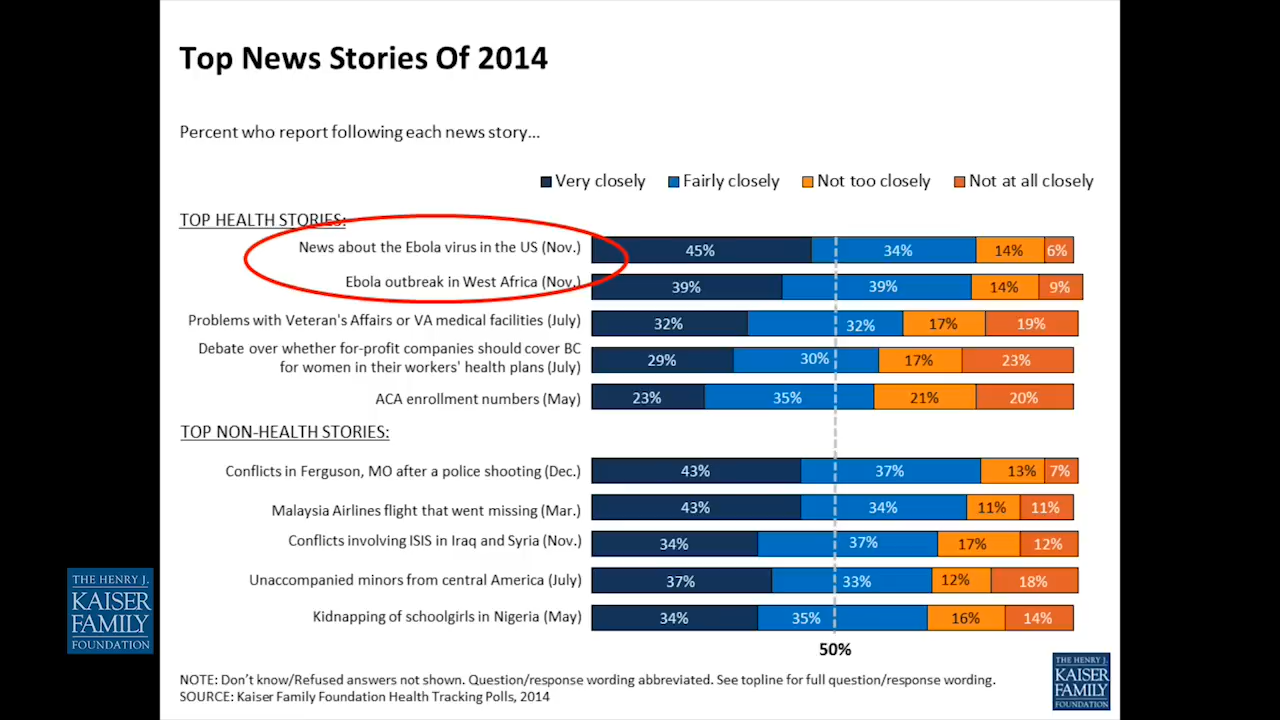 Top News Stories Of 2014
Percent who report following each news story...
Very closely Fairly closely Not too closely Not at all closely
TOP HEALTH STORIES:
News about the Ebola virus in the US (Nov.) 45% 34% 14% 6%
Ebola outbreak in West Africa (Nov.) 39% 39% 14% 9%
Problems with Veteran's Affairs or VA medical facilities (July) 32% 32% 17% 19%
Debate over whether for-profit companies should cover BC
for women in their workers' health plans (July) 29% 30% 17% 23%
ACA enrollment numbers (May) 23% 35% 21% 20%
TOP NON-HEALTH STORIES:
Conflicts in Ferguson, MO after a police shooting (Dec.) 43% 37% 13% 7%
Malaysia Airlines flight that went missing (Mar.) 43% 34% 11% 11%
Conflicts involving ISIS in Iraq and Syria (Nov.) 34% 37% 17% 12%
Unaccompanied minors from central America (July) 37% 33% 12% 18%
Kidnapping of schoolgirls in Nigeria (May) 34% 35% 16% 14%
50%
NOTE: Don't know/Refused answers not shown. Question/response wording abbreviated. See topline for full question/response wording.
SOURCE: Kaiser Family Foundation Health Tracking Polls, 2014
THE HENRY J.
KAISER
FAMILY
FOUNDATION
THE HENRY J.
KAISER
FAMILY
FOUNDATION